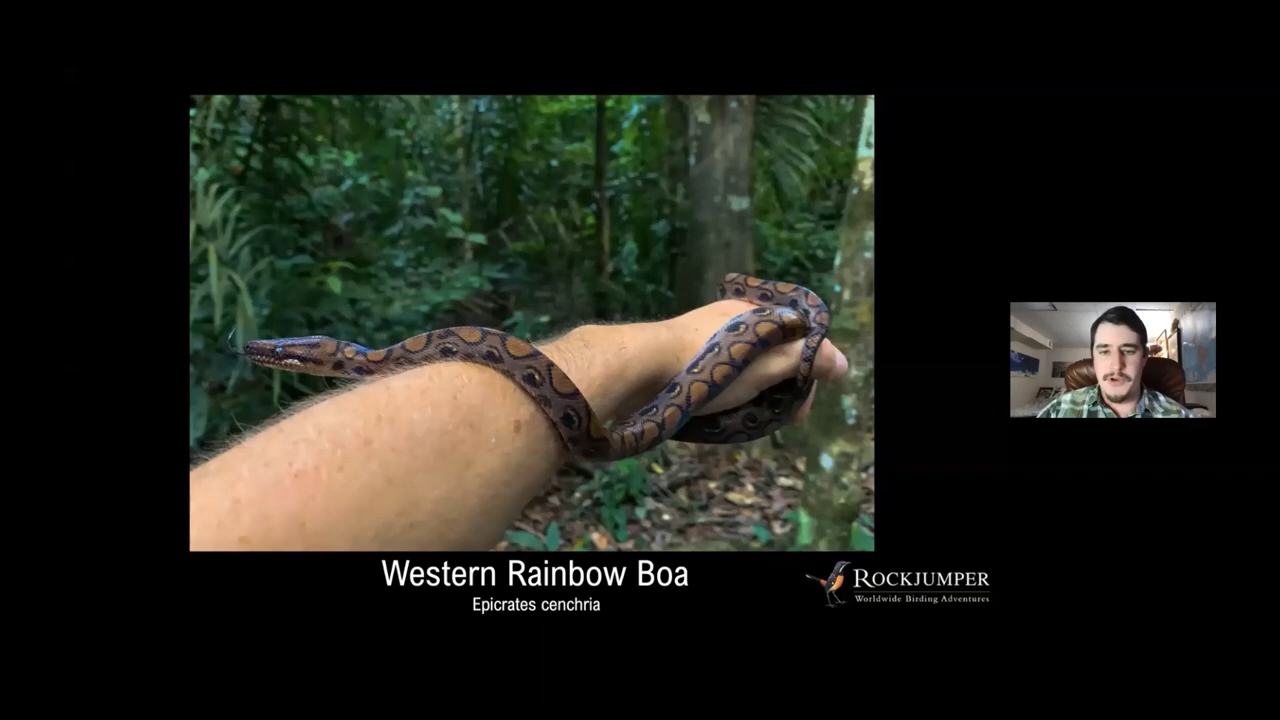 Western Rainbow Boa
Epicrates cenchria
ROCKJUMPER
Worldwide Birding Adventures